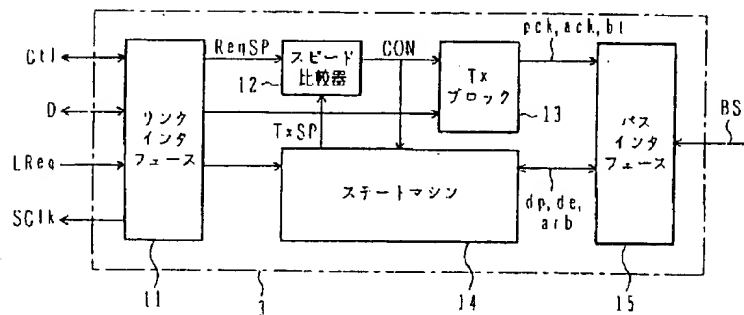 Ctl
D
LReq
SClk
リンク
インタ
フェース
11
ReqSP
12
スピード
比較器
CON
TxSP
Tx
ブロック
13
pck,ack,bt
ステートマシン
14
dp,de,
arb
バス
インタ
フェース
15
BS
3